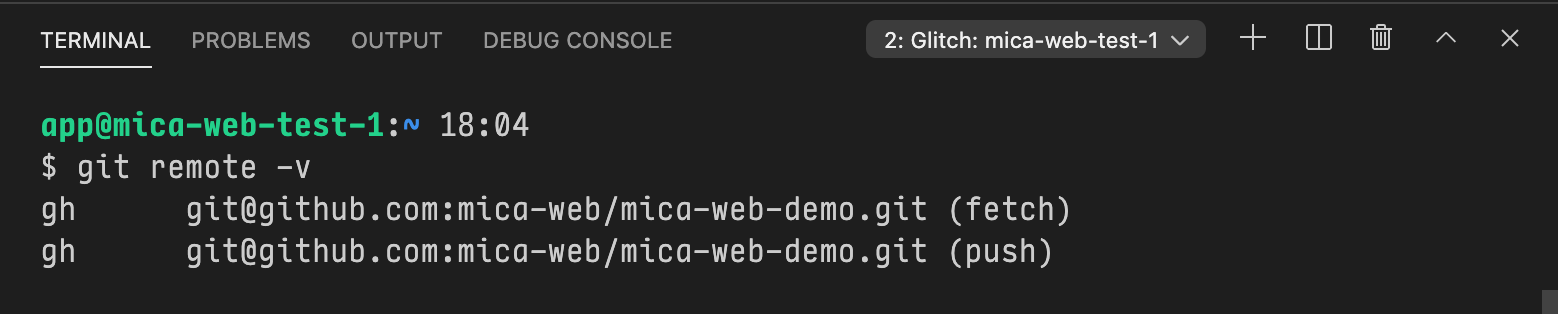 TERMINAL PROBLEMS OUTPUT DEBUG CONSOLE 2: Glitch: mica-web-test-1
app@mica-web-test-1:~ 18:04
$ git remote -v
gh git@github.com:mica-web/mica-web-demo.git (fetch)
gh git@github.com:mica-web/mica-web-demo.git (push)